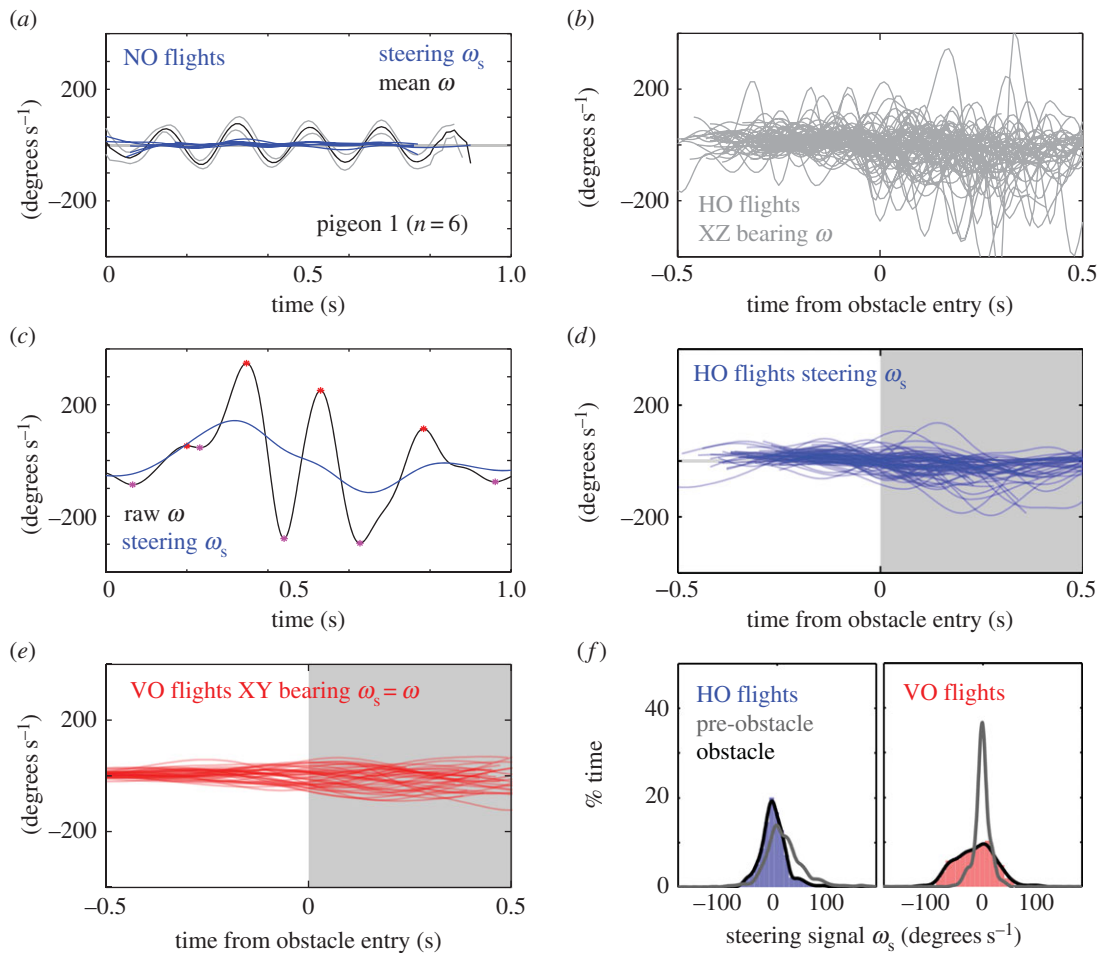 (a)
NO flights
steering ωs
mean ω
pigeon 1 (n = 6)
200
−200
(degrees s−1)
0 0.5 1.0
time (s)
(b)
200
−200
(degrees s−1)
HO flights
XZ bearing ω
−0.5 0 0.5
time from obstacle entry (s)
(c)
200
−200
(degrees s−1)
raw ω
steering ωs
0 0.5 1.0
time (s)
(d)
HO flights steering ωs
200
−200
(degrees s−1)
−0.5 0 0.5
time from obstacle entry (s)
(e)
VO flights XY bearing ωs = ω
200
−200
(degrees s−1)
−0.5 0 0.5
time from obstacle entry (s)
(f)
HO flights
pre-obstacle
obstacle
VO flights
40
20
0
% time
−100 0 100
−100 0 100
steering signal ωs (degrees s−1)